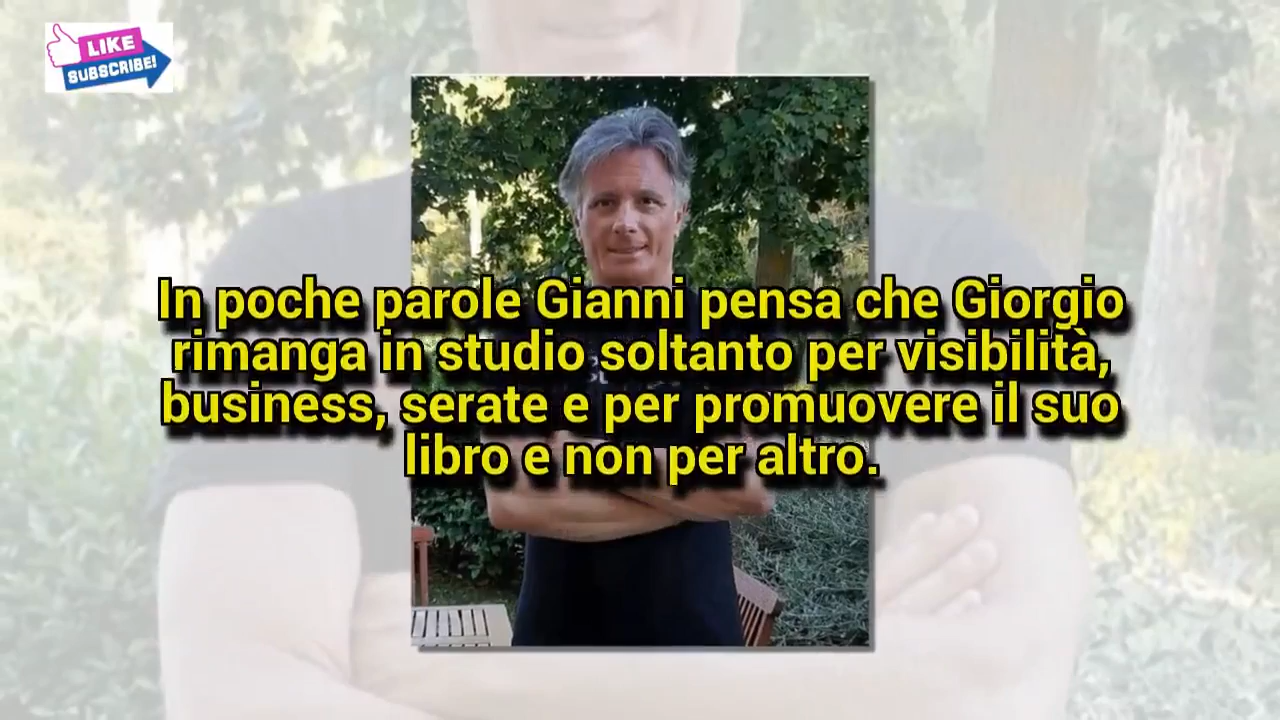 LIKE
SUBSCRIBE!
In poche parole Gianni pensa che Giorgio
rimanga in studio soltanto per visibilità,
business, serate e per promuovere il suo
libro e non per altro.